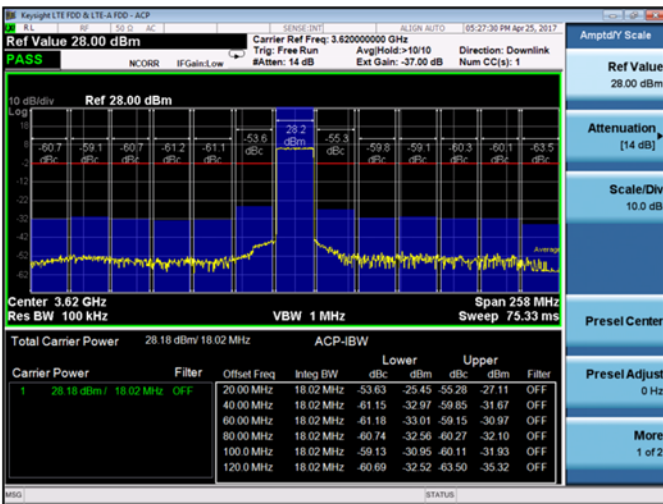 Keysight LTE FDD & LTE-A FDD - ACP
RL RF 50 Ω AC SENSE:INT ALIGN AUTO 05:27:30 PM Apr 25, 2017
Ref Value 28.00 dBm
Carrier Ref Freq: 3.620000000 GHz
Trig: Free Run Avg|Hold:>10/10 Direction: Downlink
PASS NCORR IFGain:Low #Atten: 14 dB Ext Gain: -37.00 dB Num CC(s): 1
10 dB/div Ref 28.00 dBm
Log
18
8
-2
-12
-22
-32
-42
-52
-62
-60.7 dBc -59.1 dBc -60.7 dBc -61.2 dBc -61.1 dBc -53.6 dBc 28.2 dBm -55.3 dBc -59.8 dBc -59.1 dBc -60.3 dBc -60.1 dBc -63.5 dBc
Average
Center 3.62 GHz Span 258 MHz
Res BW 100 kHz VBW 1 MHz Sweep 75.33 ms
Total Carrier Power 28.18 dBm/ 18.02 MHz ACP-IBW
Lower Upper
Carrier Power Filter Offset Freq Integ BW dBc dBm dBc dBm Filter
1 28.18 dBm / 18.02 MHz OFF 20.00 MHz 18.02 MHz -53.63 -25.45 -55.28 -27.11 OFF
40.00 MHz 18.02 MHz -61.15 -32.97 -59.85 -31.67 OFF
60.00 MHz 18.02 MHz -61.18 -33.01 -59.15 -30.97 OFF
80.00 MHz 18.02 MHz -60.74 -32.56 -60.27 -32.10 OFF
100.0 MHz 18.02 MHz -59.13 -30.95 -60.11 -31.93 OFF
120.0 MHz 18.02 MHz -60.69 -32.52 -63.50 -35.32 OFF
MSG STATUS
Amptd/Y Scale
Ref Value
28.00 dBm
Attenuation
[14 dB]
Scale/Div
10.0 dB
Presel Center
Presel Adjust
0 Hz
More
1 of 2